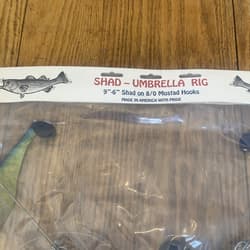 SHAD – UMBRELLA RIG
9"-6" Shad on 8/0 Mustad Hooks
MADE IN AMERICA WITH PRIDE